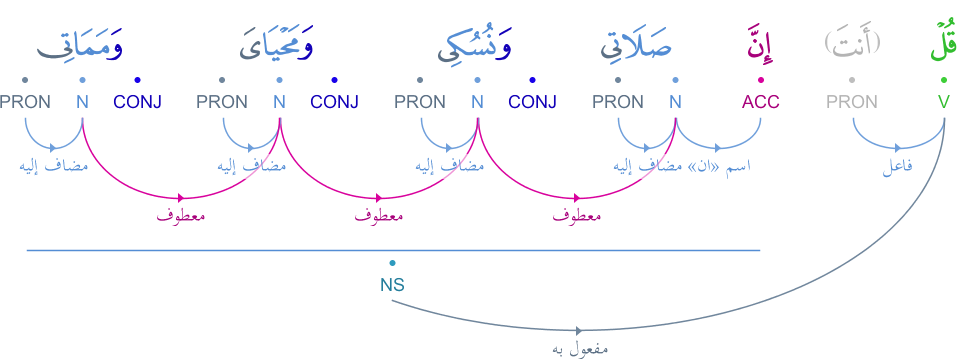 قُلْ (أَنتَ) إِنَّ صَلَاتِى وَنُسُكِى وَمَحْيَاىَ وَمَمَاتِى
V PRON ACC N PRON CONJ N PRON CONJ N PRON CONJ N PRON
فاعل اسم «ان» مضاف إليه مضاف إليه مضاف إليه مضاف إليه
معطوف معطوف معطوف
NS
مفعول به